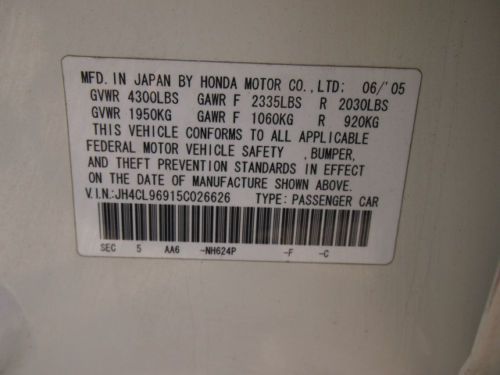 MFD. IN JAPAN BY HONDA MOTOR CO.,LTD: 06/'05
GVWR 4300LBS GAWR F 2335LBS R 2030LBS
GVWR 1950KG GAWR F 1060KG R 920KG
THIS VEHICLE CONFORMS TO ALL APPLICABLE
FEDERAL MOTOR VEHICLE SAFETY ,BUMPER,
AND THEFT PREVENTION STANDARDS IN EFFECT
ON THE DATE OF MANUFACTURE SHOWN ABOVE.
V.I.N.:JH4CL96915C026626 TYPE: PASSENGER CAR
SEC 5 AA6 -NH624P -F -C